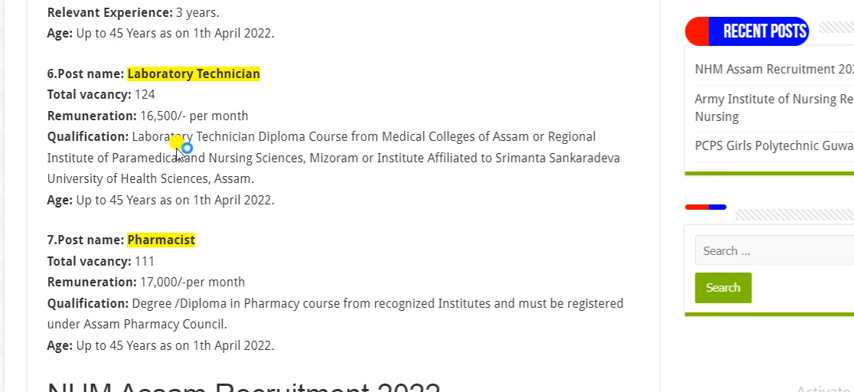 Relevant Experience: 3 years.
Age: Up to 45 Years as on 1th April 2022.
6.Post name: Laboratory Technician
Total vacancy: 124
Remuneration: 16,500/- per month
Qualification: Laboratory Technician Diploma Course from Medical Colleges of Assam or Regional
Institute of Paramedical and Nursing Sciences, Mizoram or Institute Affiliated to Srimanta Sankaradeva
University of Health Sciences, Assam.
Age: Up to 45 Years as on 1th April 2022.
7.Post name: Pharmacist
Total vacancy: 111
Remuneration: 17,000/-per month
Qualification: Degree /Diploma in Pharmacy course from recognized Institutes and must be registered
under Assam Pharmacy Council.
Age: Up to 45 Years as on 1th April 2022.
NHM Assam Recruitment 2022
RECENT POSTS
NHM Assam Recruitment 202
Army Institute of Nursing Re
Nursing
PCPS Girls Polytechnic Guwa
Search ...
Search
Activate